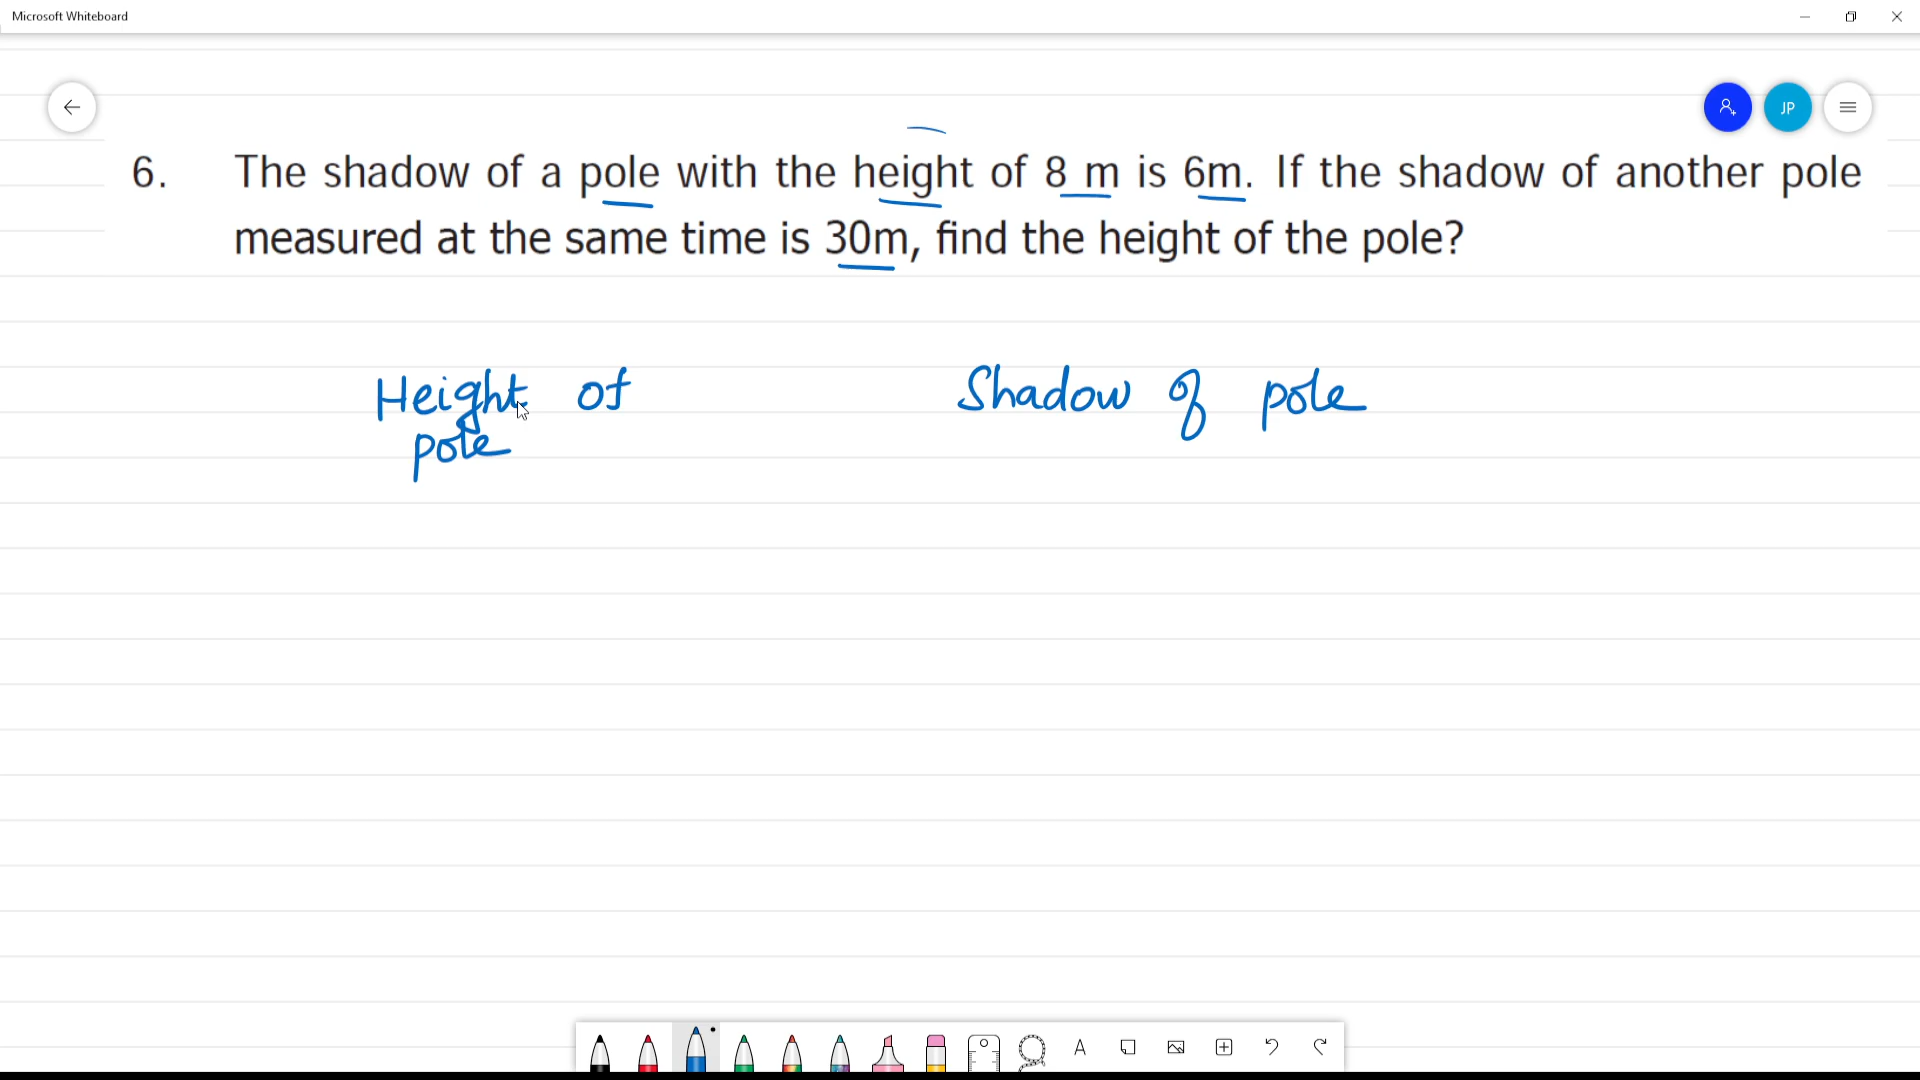 Microsoft Whiteboard
JP
6. The shadow of a pole with the height of 8 m is 6m. If the shadow of another pole
measured at the same time is 30m, find the height of the pole?
Height of
pole
Shadow of pole
A